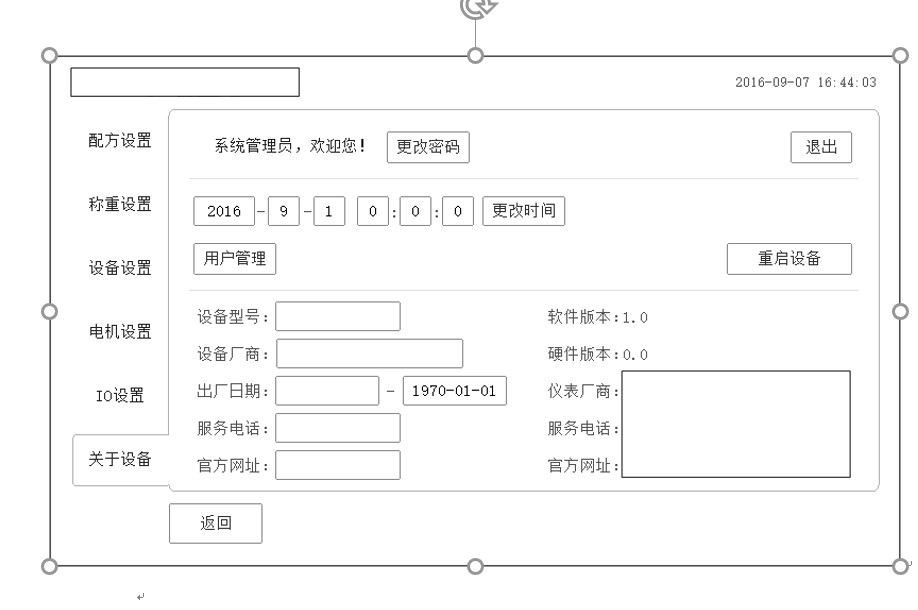 2016-09-07 16:44:03
配方设置
系统管理员，欢迎您! 更改密码 退出
称重设置
2016 - 9 - 1 0 : 0 : 0 更改时间
设备设置
用户管理 重启设备
电机设置
设备型号: 软件版本:1.0
设备厂商: 硬件版本:0.0
IO设置
出厂日期: - 1970-01-01 仪表厂商:
服务电话: 服务电话:
关于设备
官方网址: 官方网址:
返回